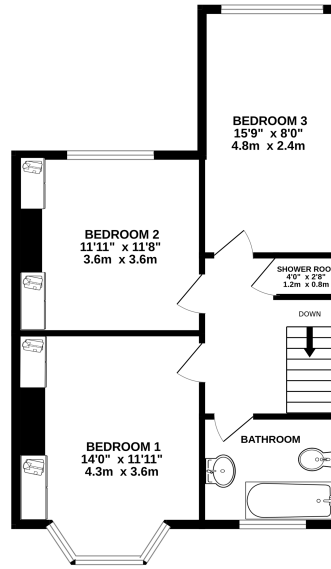 BEDROOM 3
15'9" x 8'0"
4.8m x 2.4m
BEDROOM 2
11'11" x 11'8"
3.6m x 3.6m
SHOWER ROO
4'0" x 2'8"
1.2m x 0.8m
DOWN
BEDROOM 1
14'0" x 11'11"
4.3m x 3.6m
BATHROOM